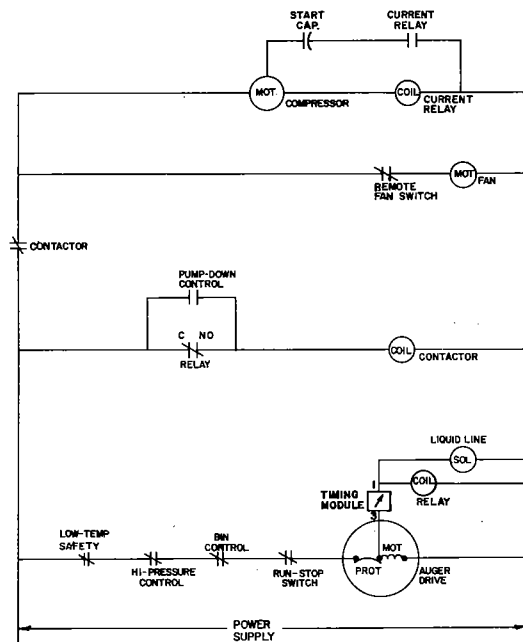 START
CAP.
CURRENT
RELAY
MOT.
COMPRESSOR
COIL
CURRENT
RELAY
REMOTE
FAN SWITCH
MOT
FAN
CONTACTOR
PUMP-DOWN
CONTROL
C NO
RELAY
COIL
CONTACTOR
LIQUID LINE
SOL
1
TIMING
MODULE
COIL
RELAY
3
LOW-TEMP
SAFETY
HI-PRESSURE
CONTROL
BIN
CONTROL
RUN-STOP
SWITCH
PROT
MOT
AUGER
DRIVE
POWER
SUPPLY